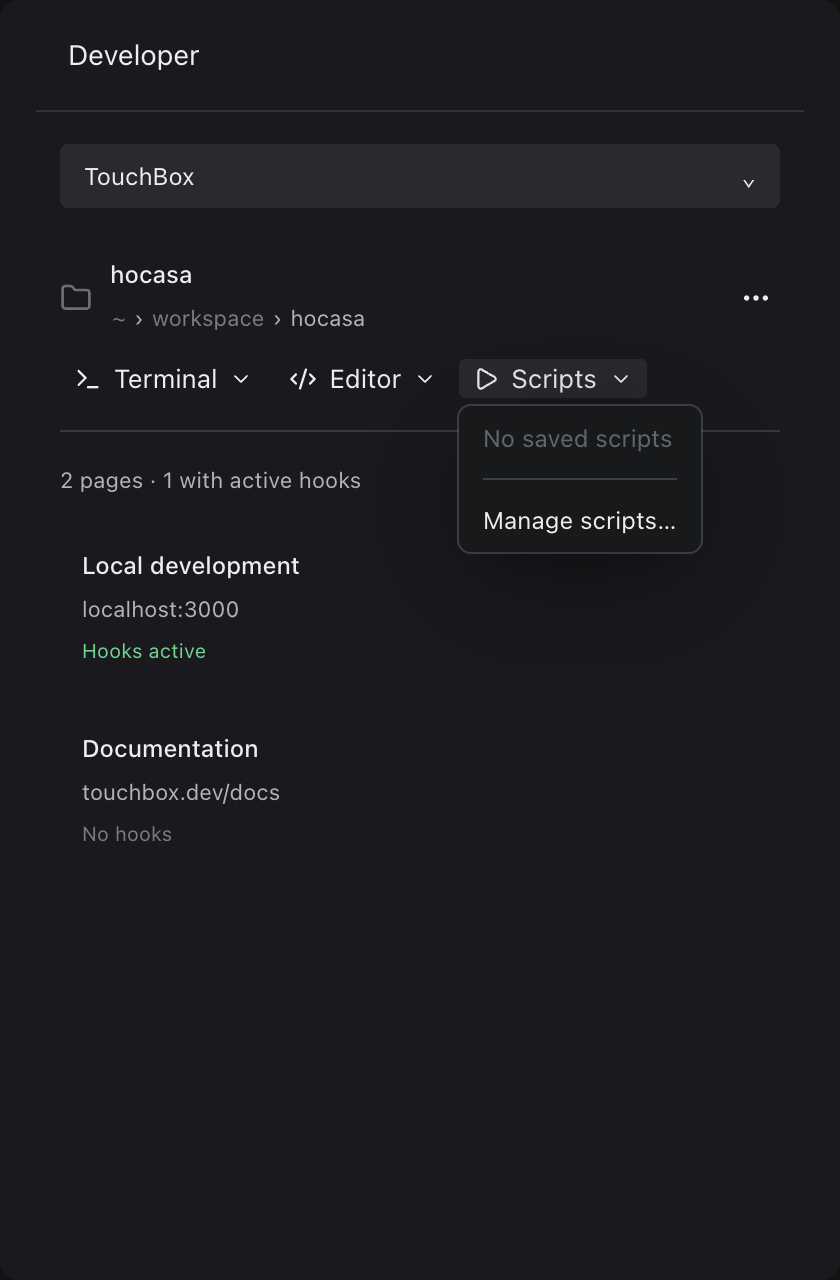 Developer
TouchBox
hocasa
~ › workspace › hocasa
Terminal
Editor
Scripts
No saved scripts
Manage scripts...
2 pages · 1 with active hooks
Local development
localhost:3000
Hooks active
Documentation
touchbox.dev/docs
No hooks